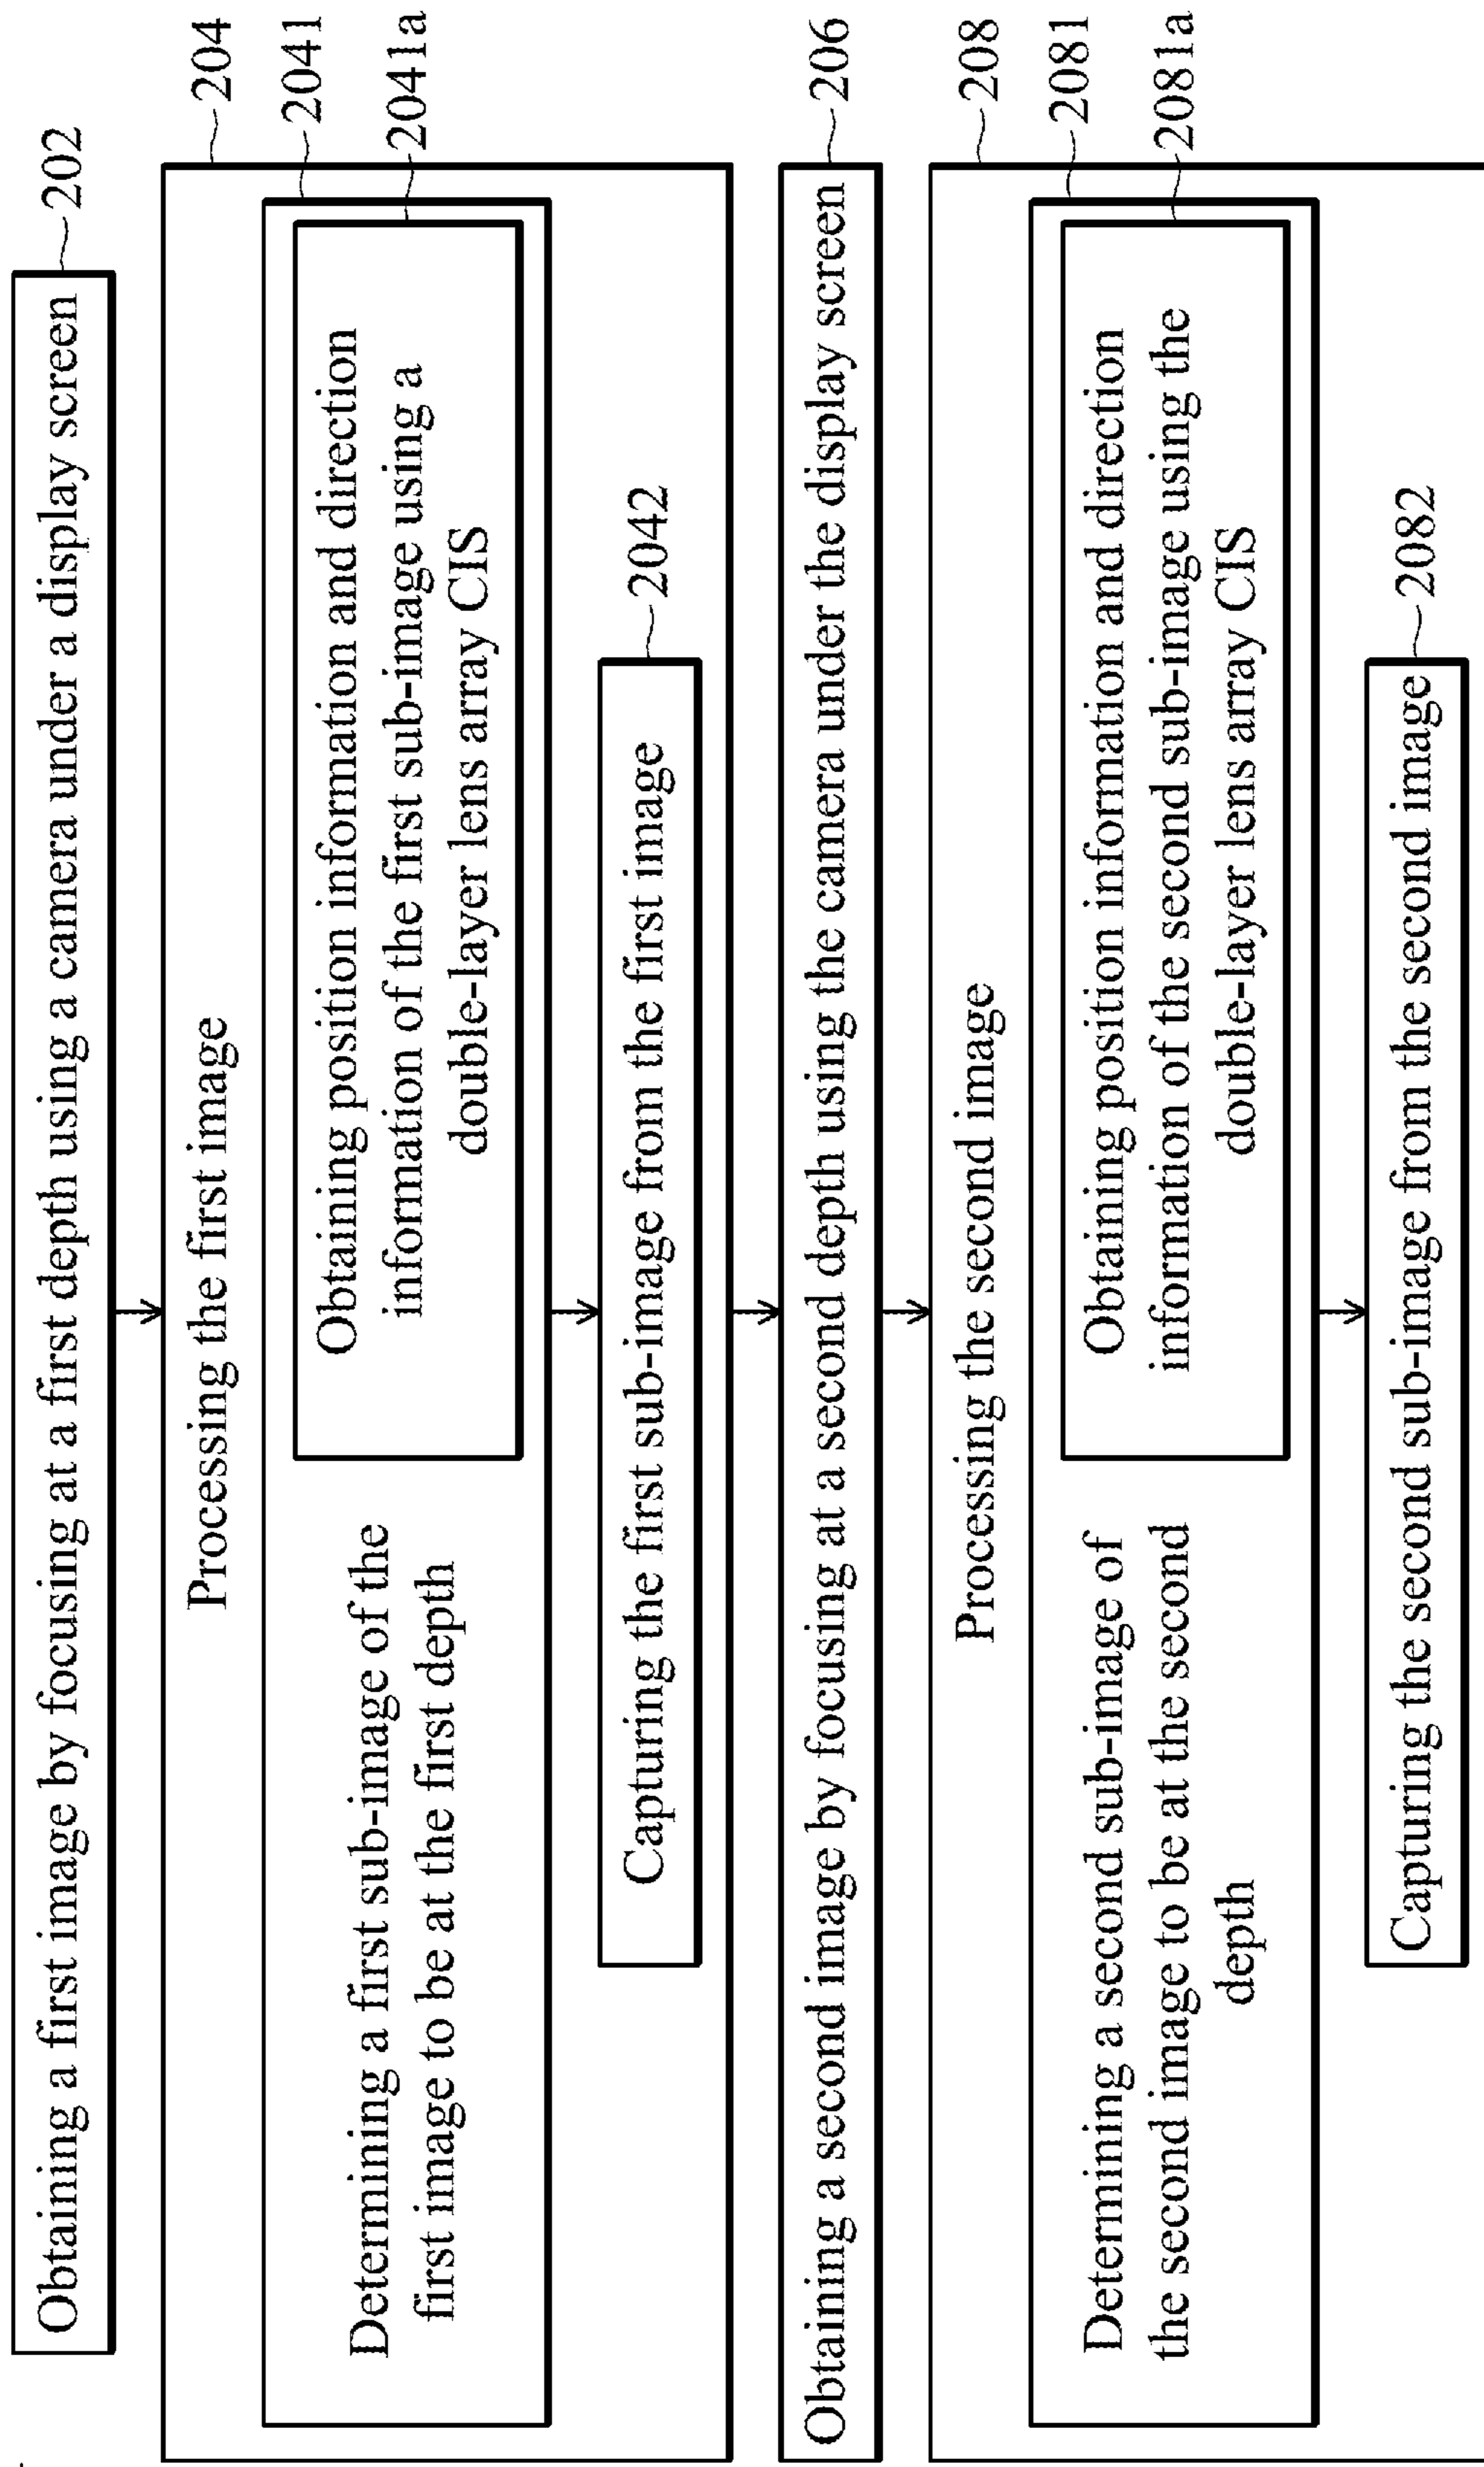 Obtaining a first image by focusing at a first depth using a camera under a display screen
202
Processing the first image
204
Determining a first sub-image of the
first image to be at the first depth
2041
Obtaining position information and direction
information of the first sub-image using a
double-layer lens array CIS
2041a
Capturing the first sub-image from the first image
2042
Obtaining a second image by focusing at a second depth using the camera under the display screen
206
Processing the second image
208
Determining a second sub-image of
the second image to be at the second
depth
2081
Obtaining position information and direction
information of the second sub-image using the
double-layer lens array CIS
2081a
Capturing the second sub-image from the second image
2082